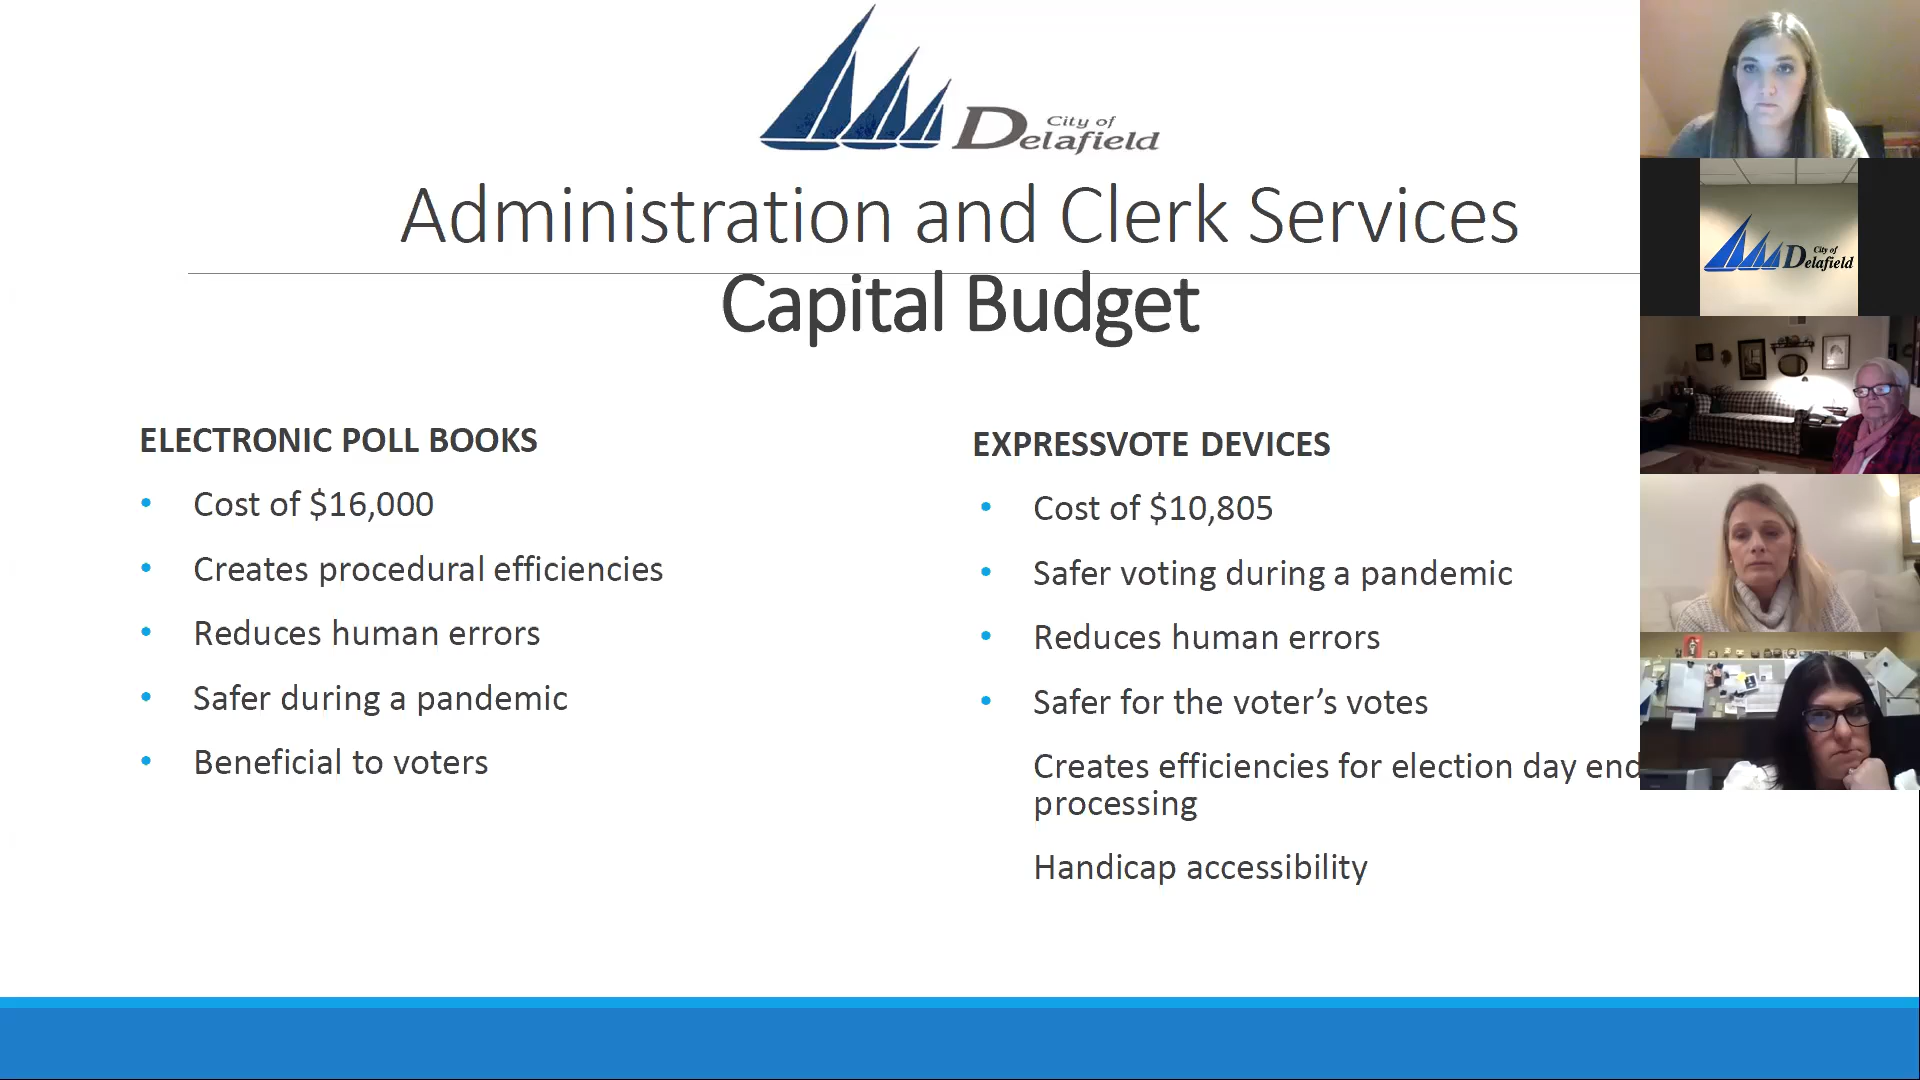 City of
Delafield
Administration and Clerk Services
Capital Budget
ELECTRONIC POLL BOOKS
• Cost of $16,000
• Creates procedural efficiencies
• Reduces human errors
• Safer during a pandemic
• Beneficial to voters
EXPRESSVOTE DEVICES
• Cost of $10,805
• Safer voting during a pandemic
• Reduces human errors
• Safer for the voter’s votes
Creates efficiencies for election day end
processing
Handicap accessibility
City of
Delafield